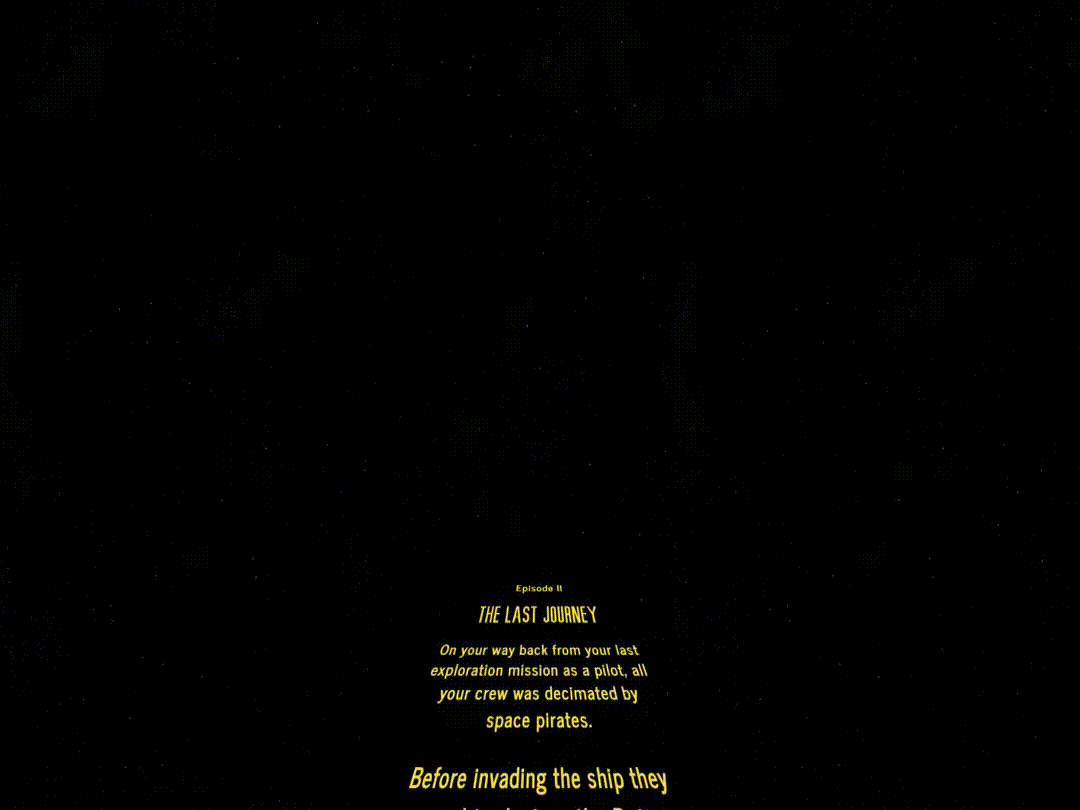 Episode II
THE LAST JOURNEY
On your way back from your last
exploration mission as a pilot, all
your crew was decimated by
space pirates.
Before invading the ship they